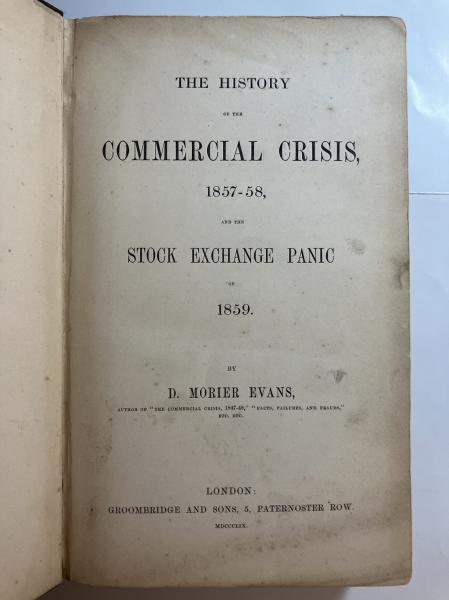 THE HISTORY
OF THE
COMMERCIAL CRISIS,
1857-58,
AND THE
STOCK EXCHANGE PANIC
OF
1859.
BY
D. MORIER EVANS,
AUTHOR OF "THE COMMERCIAL CRISIS, 1847-48," "FACTS, FAILURES, AND FRAUDS,"
ETC. ETC.
LONDON:
GROOMBRIDGE AND SONS, 5, PATERNOSTER ROW.
MDCCCLIX.